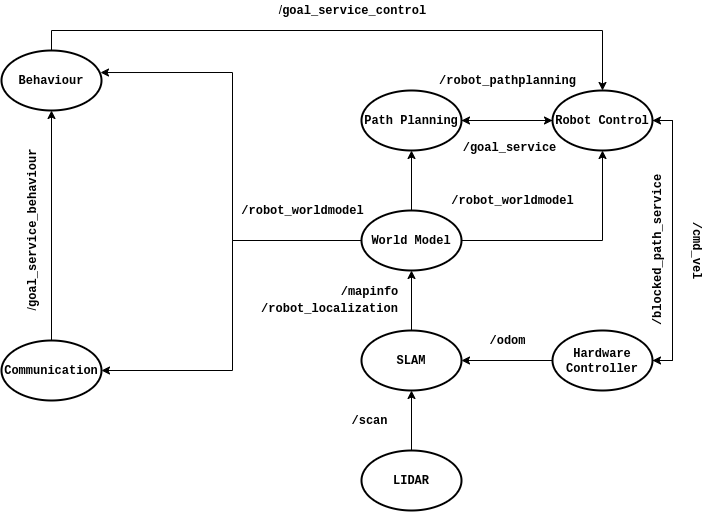 /goal_service_control
Behaviour
/robot_pathplanning
Path Planning
Robot Control
/goal_service
/goal_service_behaviour
/robot_worldmodel
/robot_worldmodel
/blocked_path_service
/cmd_vel
World Model
/mapinfo
/robot_localization
/odom
Communication
SLAM
Hardware
Controller
/scan
LIDAR